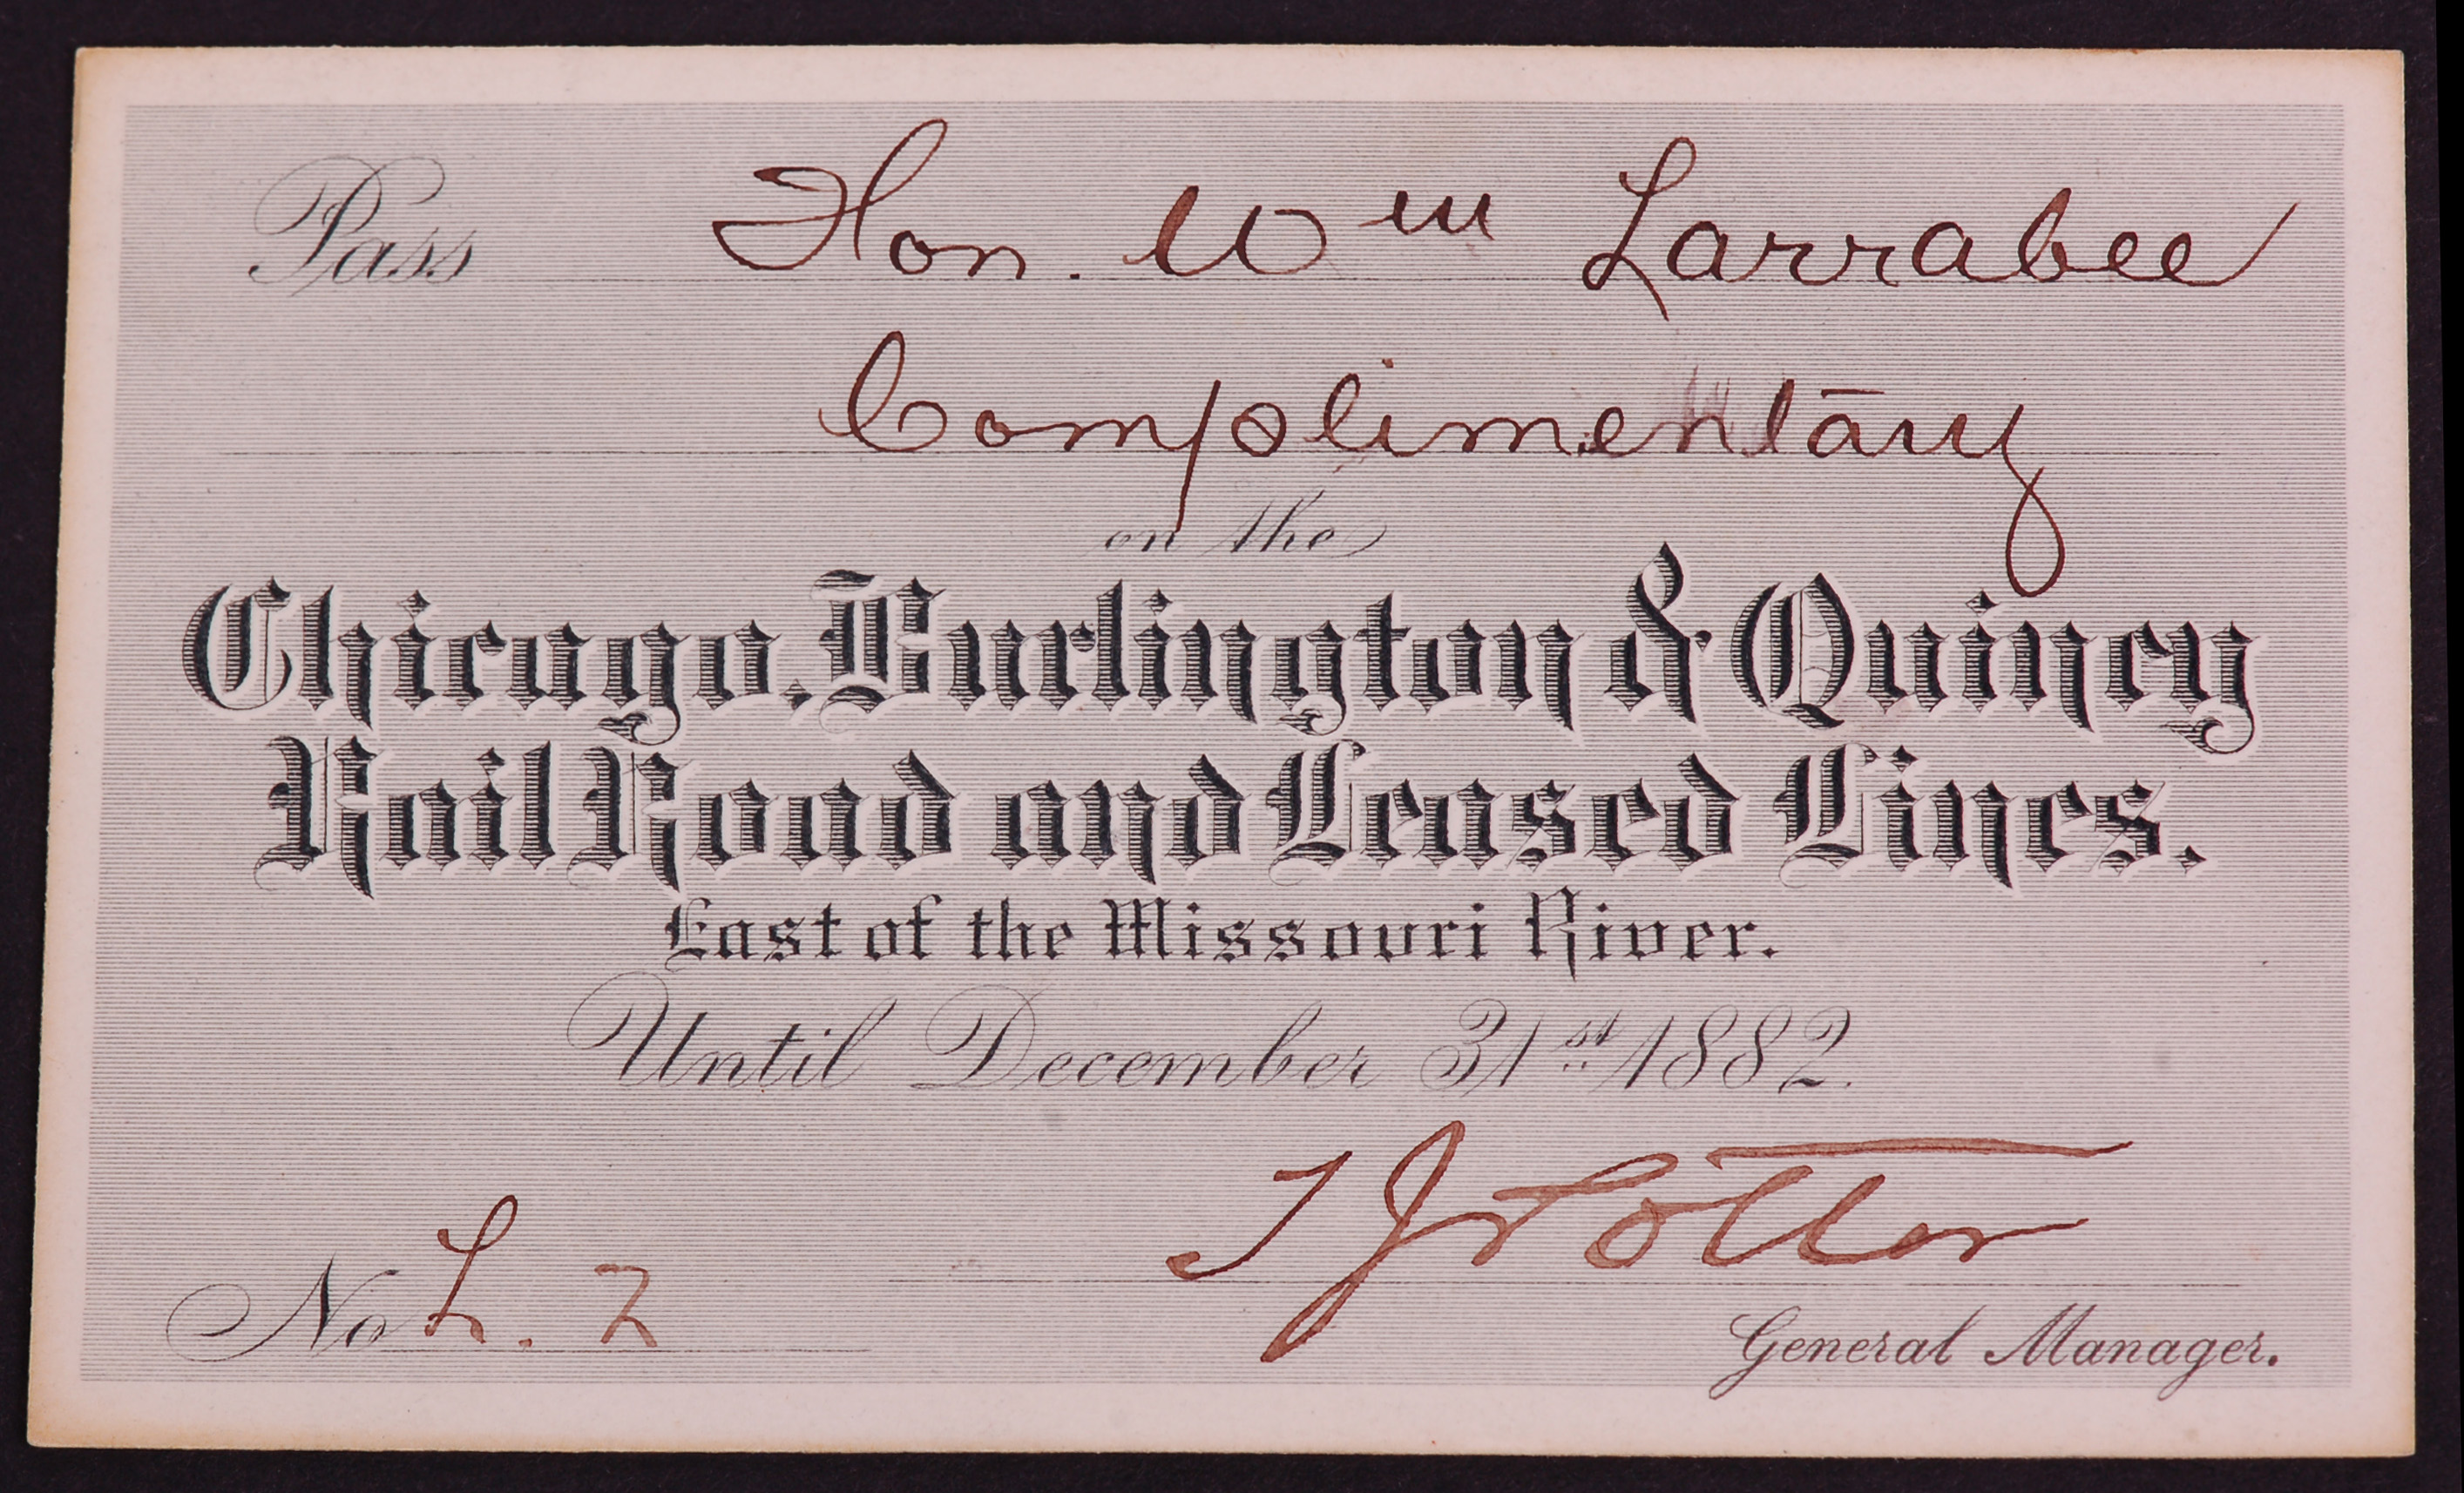 Pass Hon. Wm Larrabee
Complimentary
on the
Chicago, Burlington & Quincy
Rail Road and Leased Lines.
East of the Missouri River.
Until December 31st 1882.
T J Potter
No L. 2
General Manager.